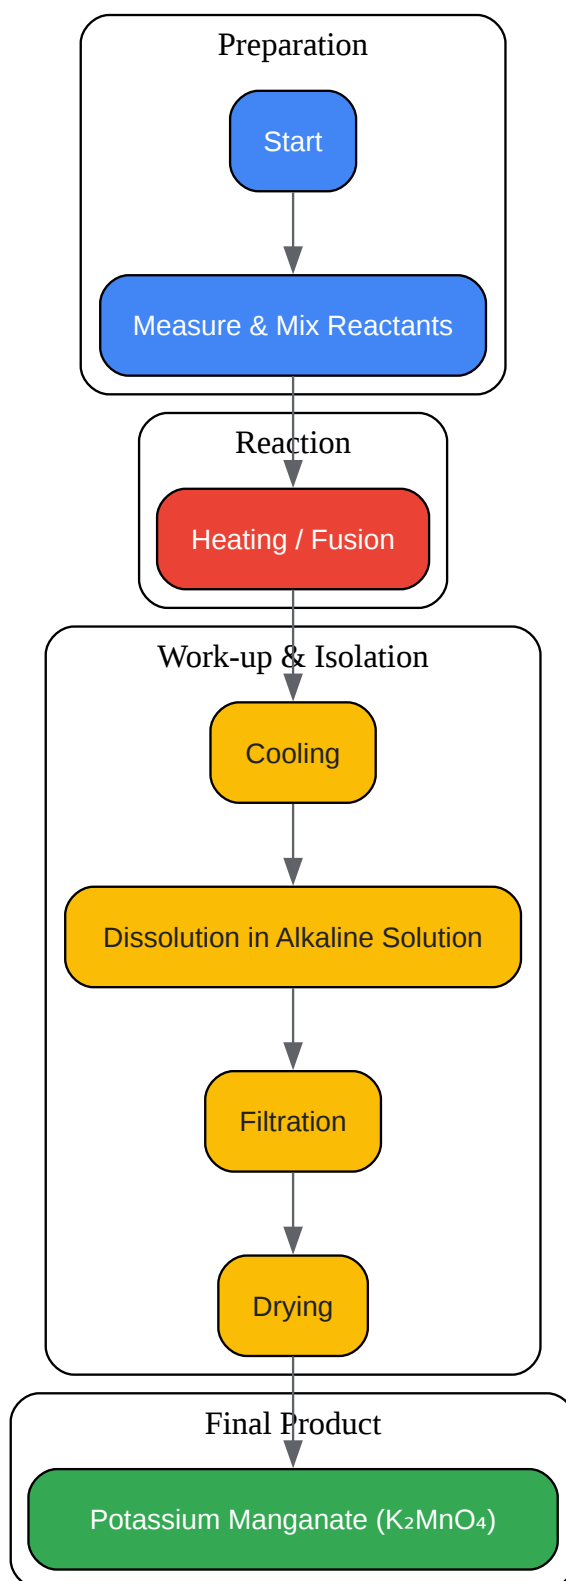 Preparation
Start
Measure & Mix Reactants
Reaction
Heating / Fusion
Work-up & Isolation
Cooling
Dissolution in Alkaline Solution
Filtration
Drying
Final Product
Potassium Manganate (K₂MnO₄)